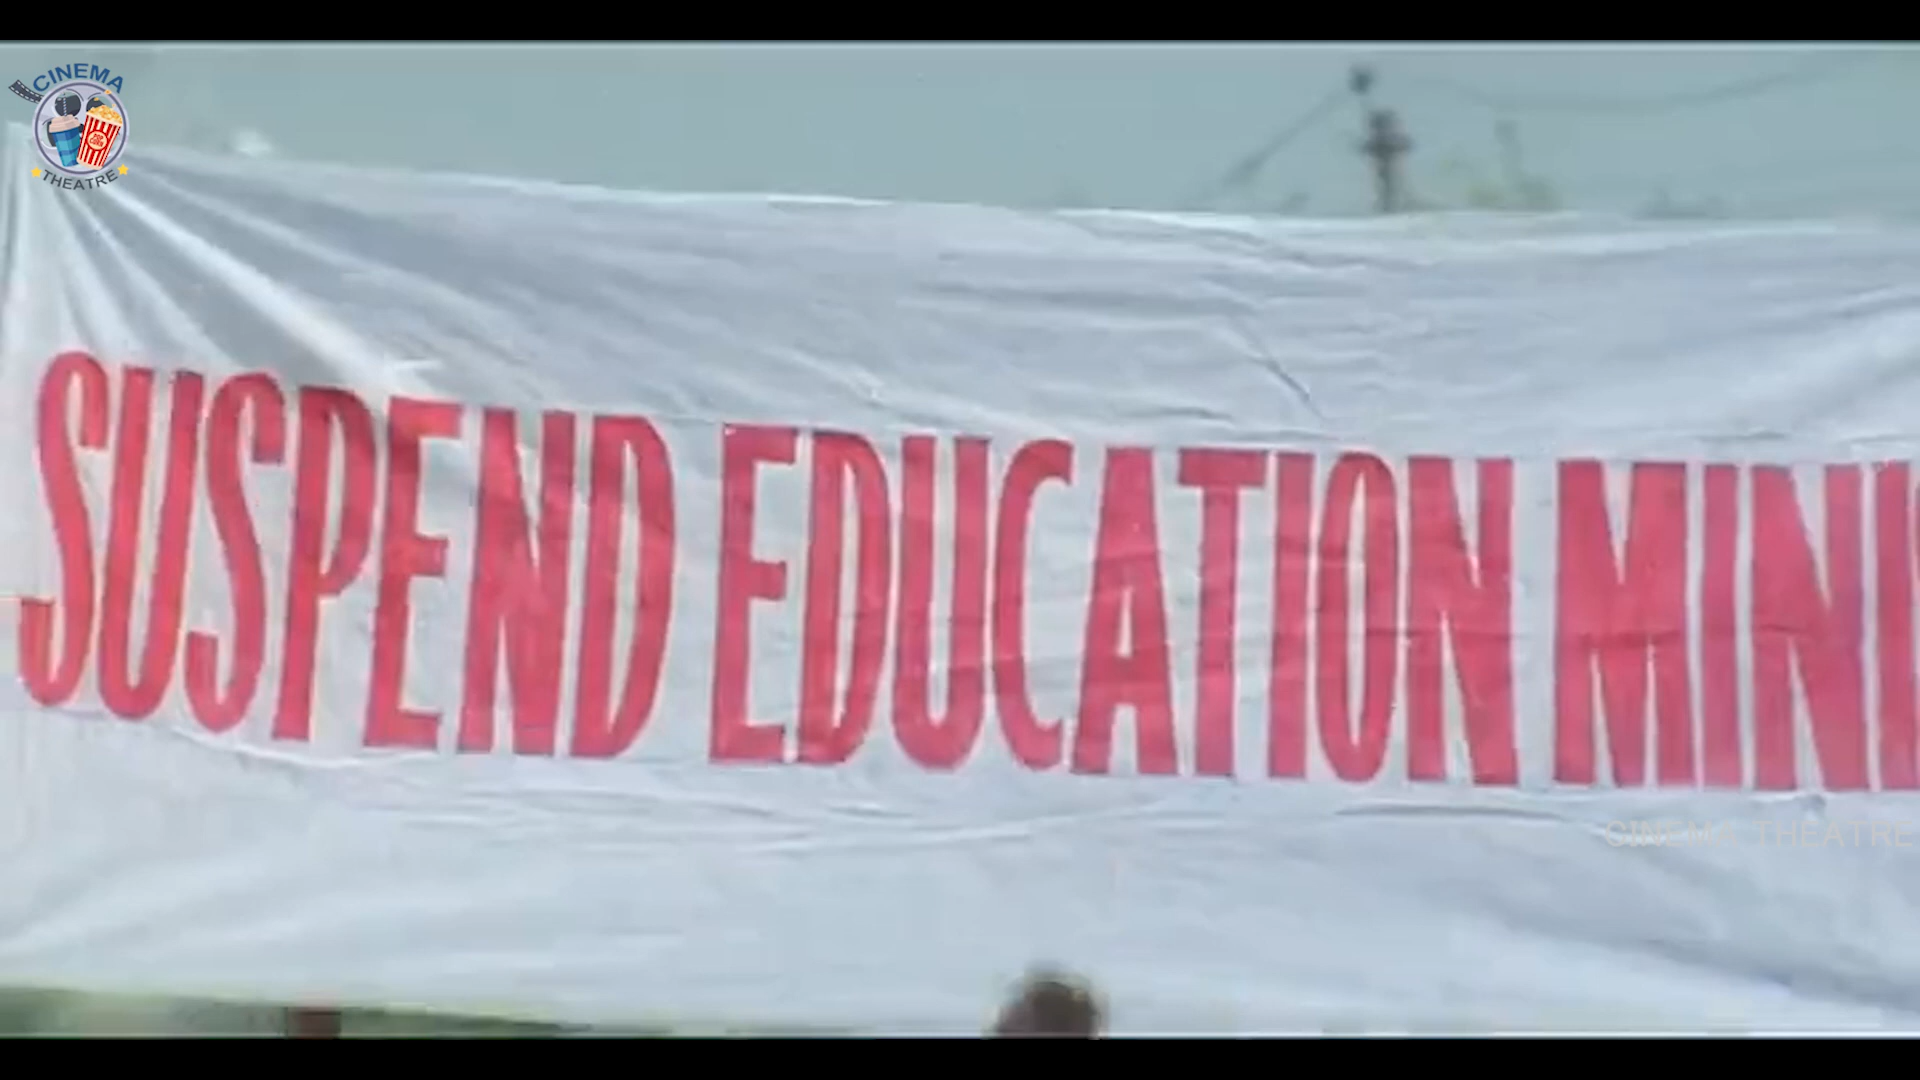 CINEMA
THEATRE
SUSPEND EDUCATION MINI
CINEMA THEATRE